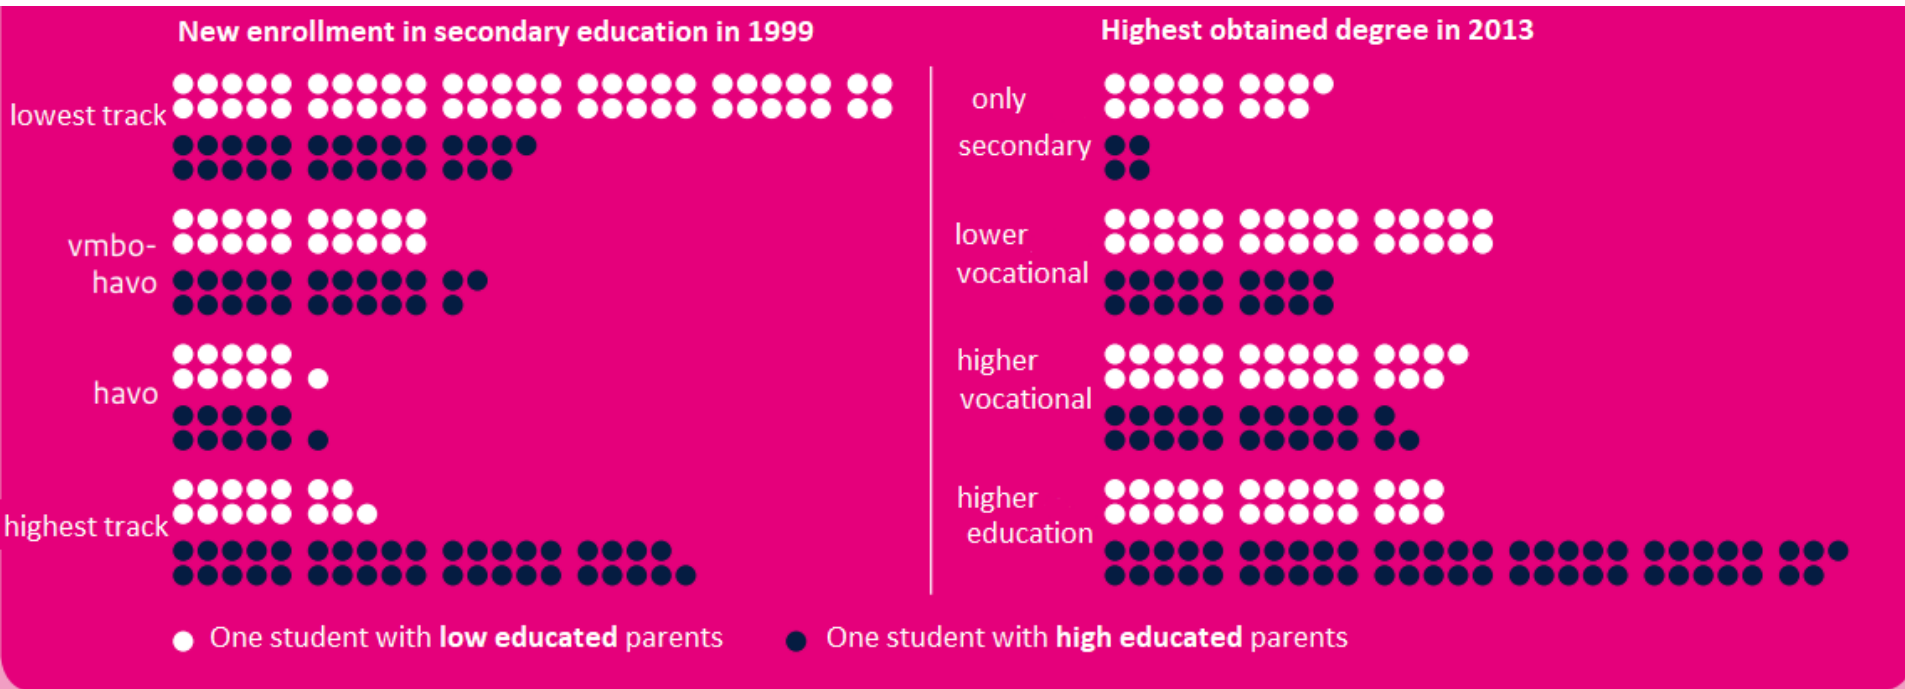 New enrollment in secondary education in 1999
lowest track
vmbo-
havo
havo
highest track
Highest obtained degree in 2013
only
secondary
lower
vocational
higher
vocational
higher
education
One student with low educated parents
One student with high educated parents